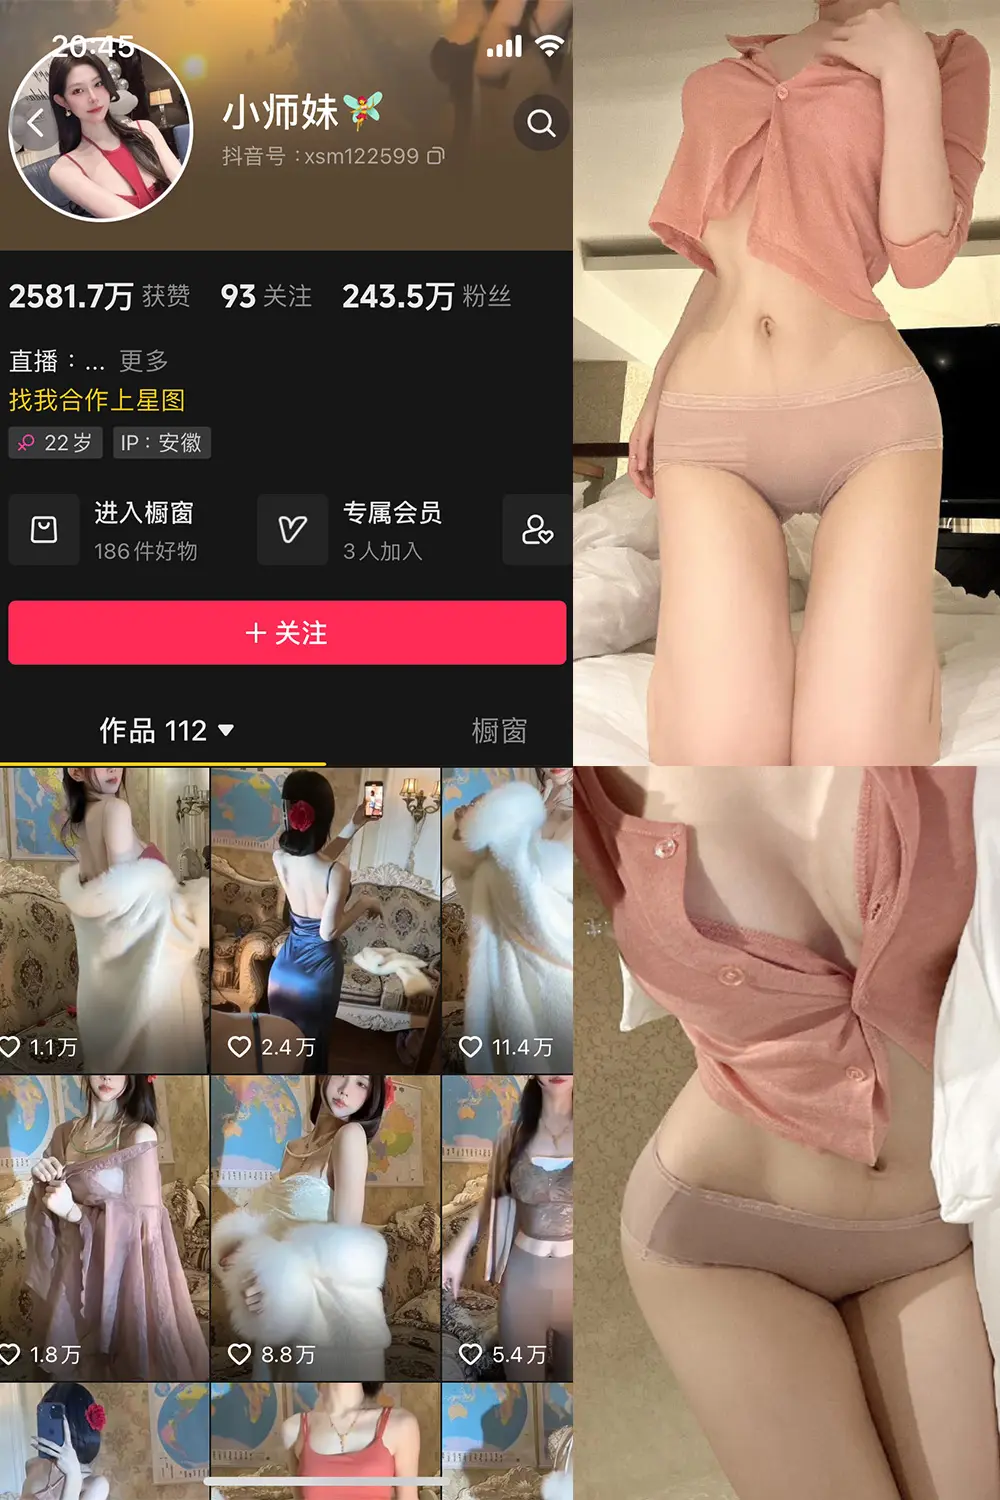 20:45
小师妹
抖音号：xsm122599
2581.7万 获赞 93 关注 243.5万 粉丝
直播：... 更多
找我合作上星图
22岁 IP：安徽
进入橱窗
186件好物
专属会员
3人加入
+ 关注
作品 112
橱窗
1.1万
2.4万
11.4万
1.8万
8.8万
5.4万